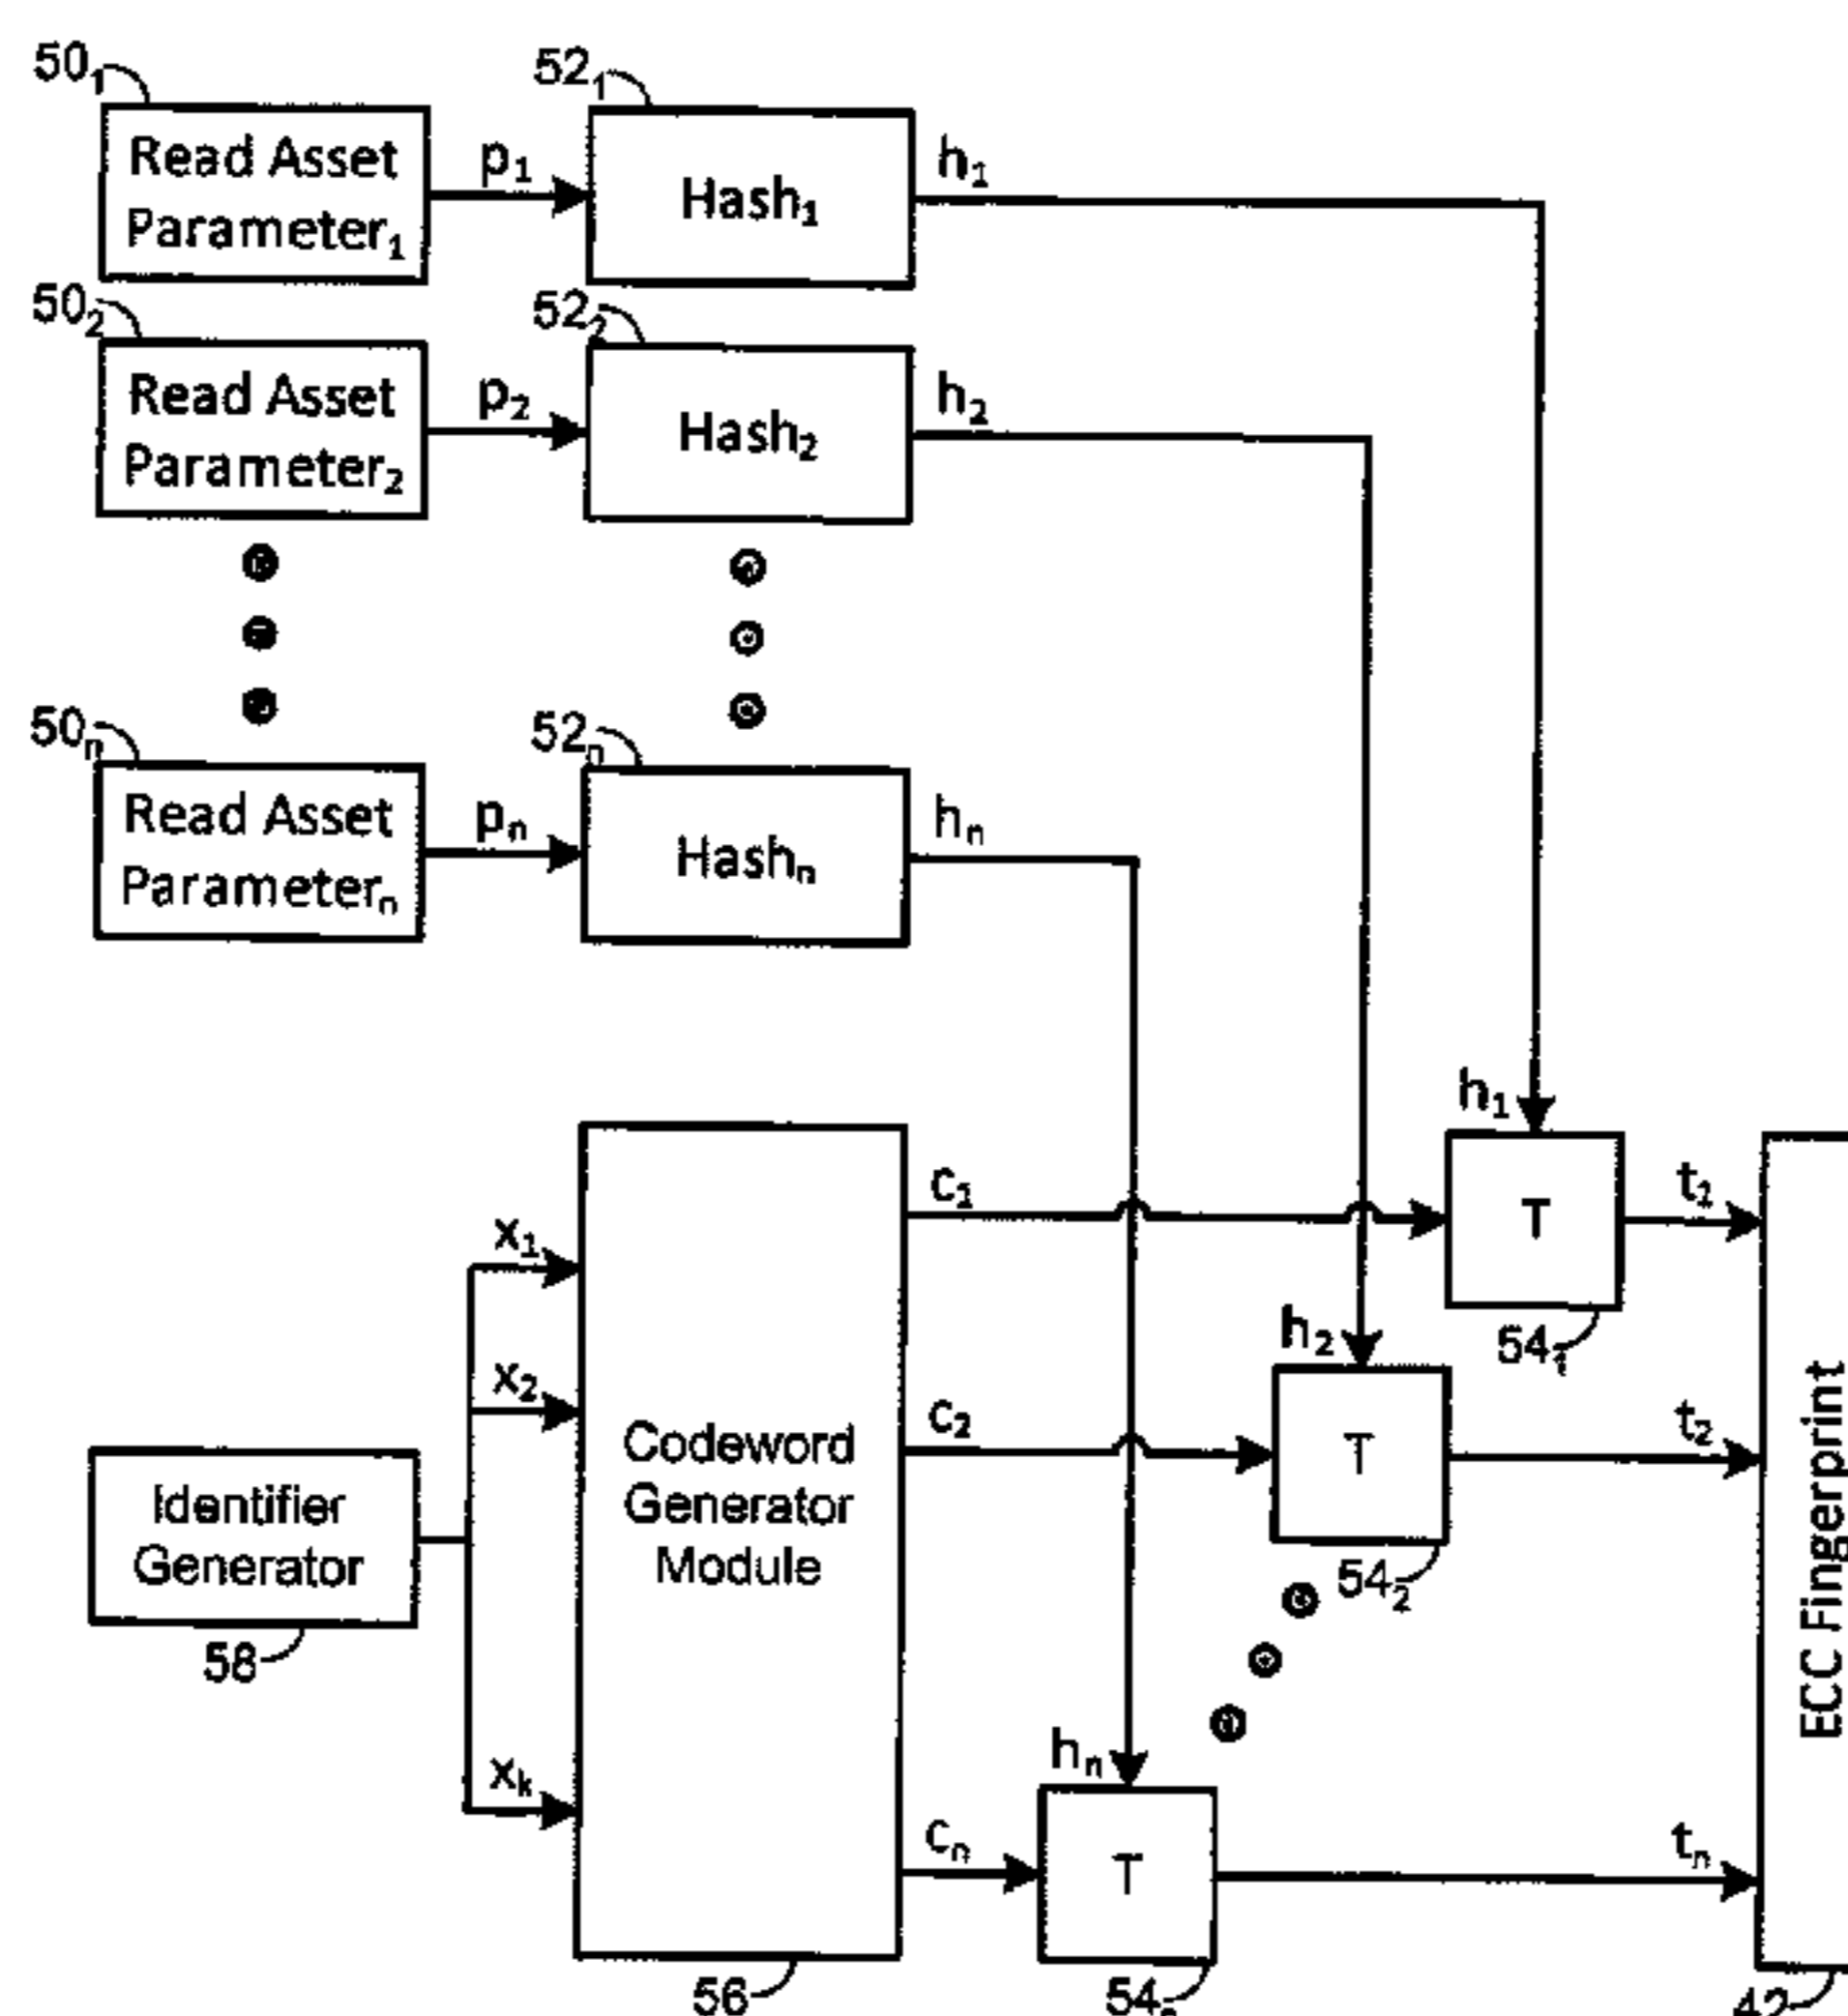 50₁
52₁
Read Asset
Parameter₁
p₁
Hash₁
h₁
50₂
52₂
Read Asset
Parameter₂
p₂
Hash₂
h₂
50ₙ
52ₙ
Read Asset
Parameterₙ
pₙ
Hashₙ
hₙ
h₁
c₁
T
t₁
54₁
x₁
h₂
x₂
c₂
T
t₂
54₂
Codeword
Generator
Module
Identifier
Generator
58
ECC Fingerprint
xₖ
hₙ
cₙ
T
tₙ
56
54ₙ
42